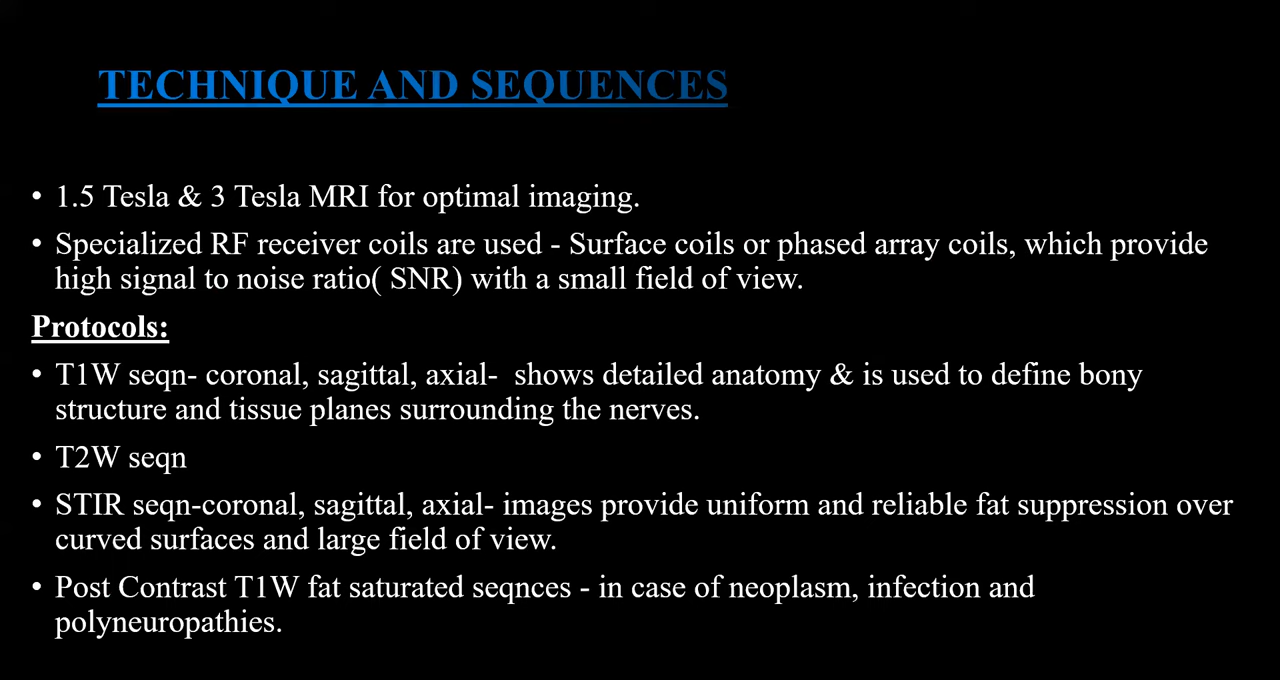 TECHNIQUE AND SEQUENCES
• 1.5 Tesla & 3 Tesla MRI for optimal imaging.
• Specialized RF receiver coils are used - Surface coils or phased array coils, which provide
high signal to noise ratio( SNR) with a small field of view.
Protocols:
• T1W seqn- coronal, sagittal, axial-  shows detailed anatomy & is used to define bony
structure and tissue planes surrounding the nerves.
• T2W seqn
• STIR seqn-coronal, sagittal, axial- images provide uniform and reliable fat suppression over
curved surfaces and large field of view.
• Post Contrast T1W fat saturated seqnces - in case of neoplasm, infection and
polyneuropathies.